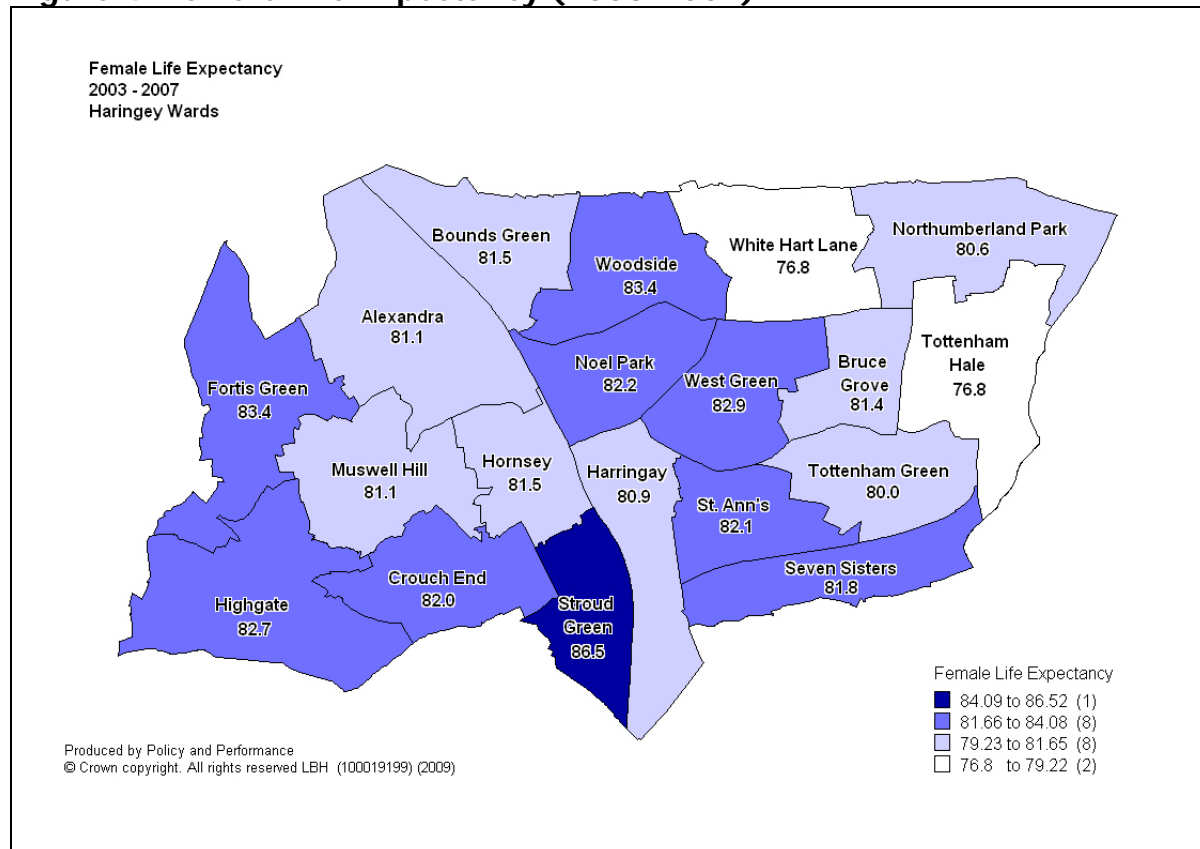 Female Life Expectancy
2003 - 2007
Haringey Wards
Bounds Green
81.5
Woodside
83.4
White Hart Lane
76.8
Northumberland Park
80.6
Alexandra
81.1
Fortis Green
83.4
Noel Park
82.2
West Green
82.9
Bruce
Grove
81.4
Tottenham
Hale
76.8
Muswell Hill
81.1
Hornsey
81.5
Harringay
80.9
Tottenham Green
80.0
St. Ann's
82.1
Seven Sisters
81.8
Crouch End
82.0
Highgate
82.7
Stroud
Green
86.5
Female Life Expectancy
84.09 to 86.52 (1)
81.66 to 84.08 (8)
79.23 to 81.65 (8)
76.8 to 79.22 (2)
Produced by Policy and Performance
© Crown copyright. All rights reserved LBH (100019199) (2009)